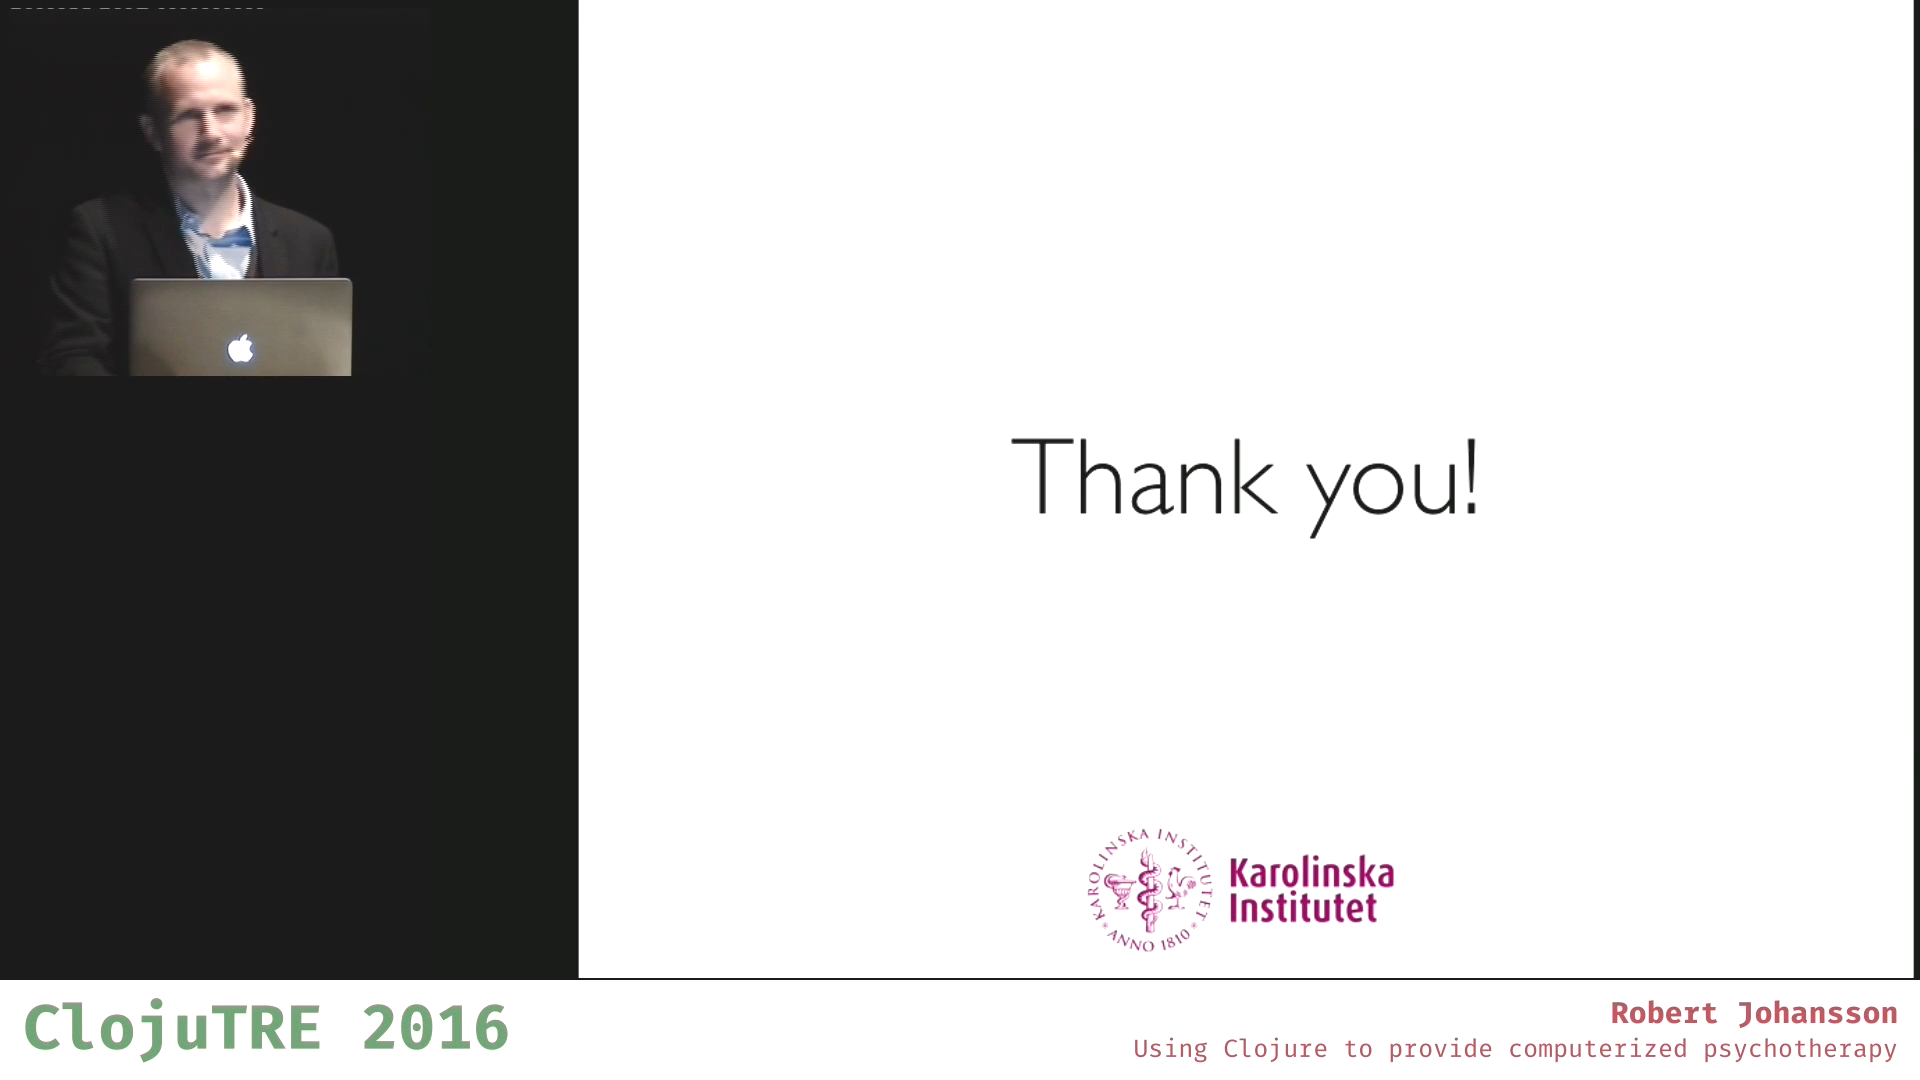 Thank you!
KAROLINSKA INSTITUTET
ANNO 1810
Karolinska
Institutet
ClojuTRE 2016
Robert Johansson
Using Clojure to provide computerized psychotherapy